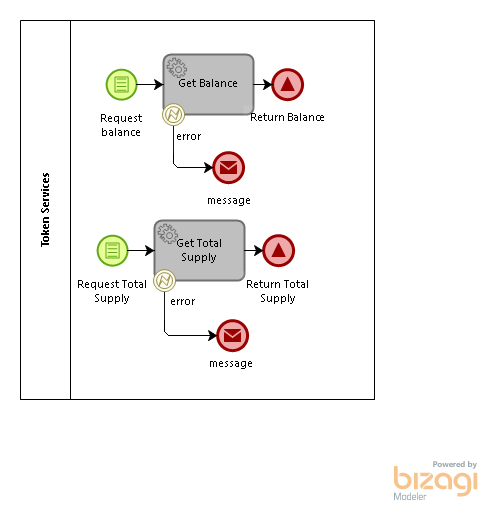 Token Services
Get Balance
Request
balance
Return Balance
error
message
Get Total
Supply
Request Total
Supply
Return Total
Supply
error
message
Powered by
bizagi
Modeler